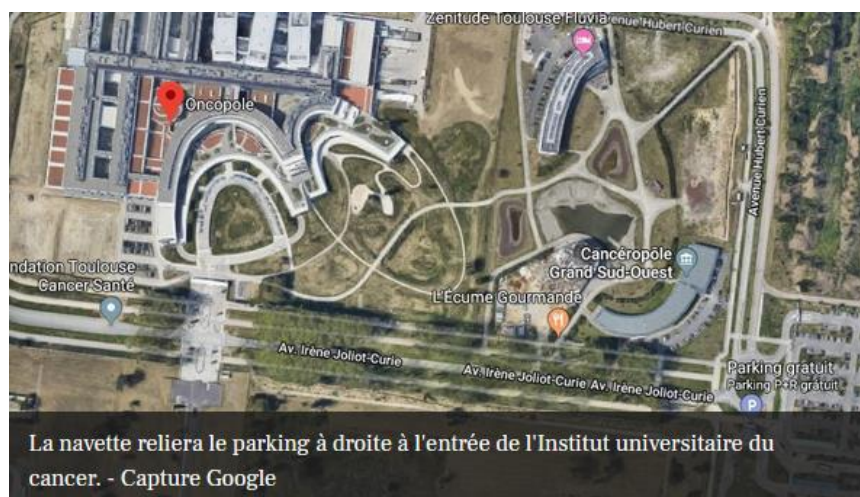 Zénitude Toulouse Fluvia
Avenue Hubert Curien
Oncopole
Avenue Hubert Curien
Cancéropôle
Grand Sud-Ouest
ndation Toulouse
Cancer Santé
L'Écume Gourmande
Av. Irène Joliot-Curie
Av. Irène Joliot-Curie
Av. Irène Joliot-Curie
Parking gratuit
Parking P+R gratuit
P
La navette reliera le parking à droite à l'entrée de l'Institut universitaire du
cancer. - Capture Google